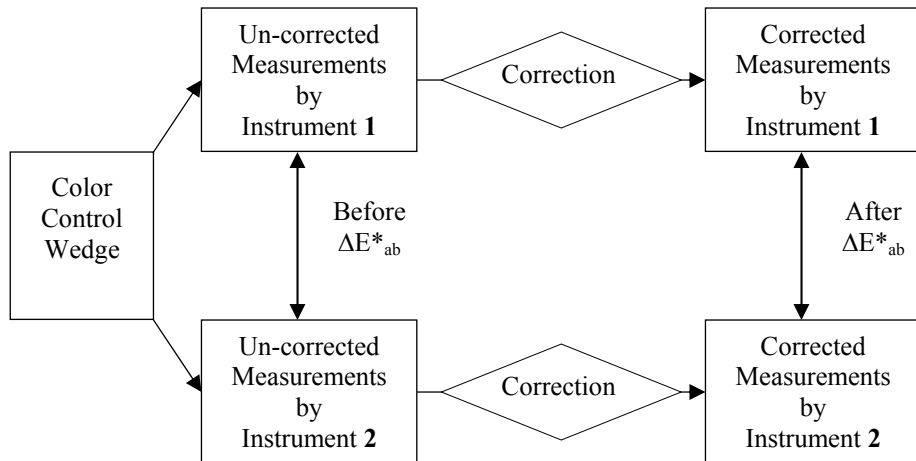 Un-corrected
Measurements
by
Instrument 1
Correction
Corrected
Measurements
by
Instrument 1
Color
Control
Wedge
Before
ΔE*ab
After
ΔE*ab
Un-corrected
Measurements
by
Instrument 2
Correction
Corrected
Measurements
by
Instrument 2